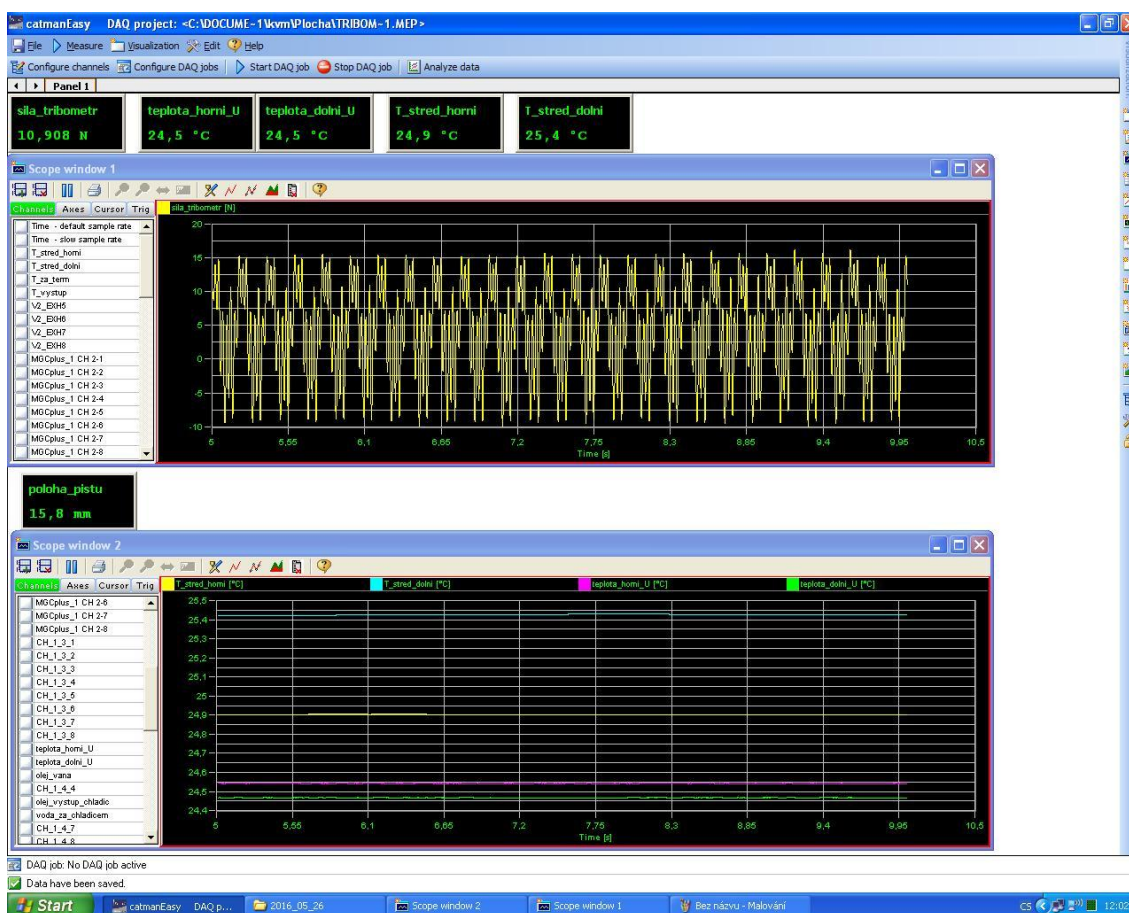 catmanEasy DAQ project: <C:\DOCUME~1\kvm\Plocha\TRIBOM~1.MEP>
File Measure Visualization Edit Help
Configure channels Configure DAQ jobs Start DAQ job Stop DAQ job Analyze data
Panel 1
sila_tribometr teplota_horni_U teplota_dolni_U T_stred_horni T_stred_dolni
10,908 N 24,5 °C 24,5 °C 24,9 °C 25,4 °C
Scope window 1
Channels Axes Cursor Trig
Time - default sample rate
Time - slow sample rate
T_stred_horni
T_stred_dolni
T_za_term
T_vystup
V2_EXH5
V2_EXH6
V2_EXH7
V2_EXH8
MGCplus_1 CH 2-1
MGCplus_1 CH 2-2
MGCplus_1 CH 2-3
MGCplus_1 CH 2-4
MGCplus_1 CH 2-5
MGCplus_1 CH 2-6
MGCplus_1 CH 2-7
MGCplus_1 CH 2-8
sila_tribometr [N]
20
15
10
5
0
-5
-10
5 5,55 6,1 6,65 7,2 7,75 8,3 8,85 9,4 9,95 10,5
Time [s]
poloha_pistu
15,8 mm
Scope window 2
Channels Axes Cursor Trig
MGCplus_1 CH 2-6
MGCplus_1 CH 2-7
MGCplus_1 CH 2-8
CH_1_3_1
CH_1_3_2
CH_1_3_3
CH_1_3_4
CH_1_3_5
CH_1_3_6
CH_1_3_7
CH_1_3_8
teplota_horni_U
teplota_dolni_U
olej_vana
CH_1_4_4
olej_vystup_chladic
voda_za_chladicem
CH_1_4_7
CH_1_4_8
T_stred_horni [°C] T_stred_dolni [°C] teplota_horni_U [°C] teplota_dolni_U [°C]
25,5
25,4
25,3
25,2
25,1
25
24,9
24,8
24,7
24,6
24,5
24,4
5 5,55 6,1 6,65 7,2 7,75 8,3 8,85 9,4 9,95 10,5
Time [s]
DAQ job: No DAQ job active
Data have been saved.
Start catmanEasy DAQ p... 2016_05_26 Scope window 2 Scope window 1 Bez názvu - Malování CS 12:02